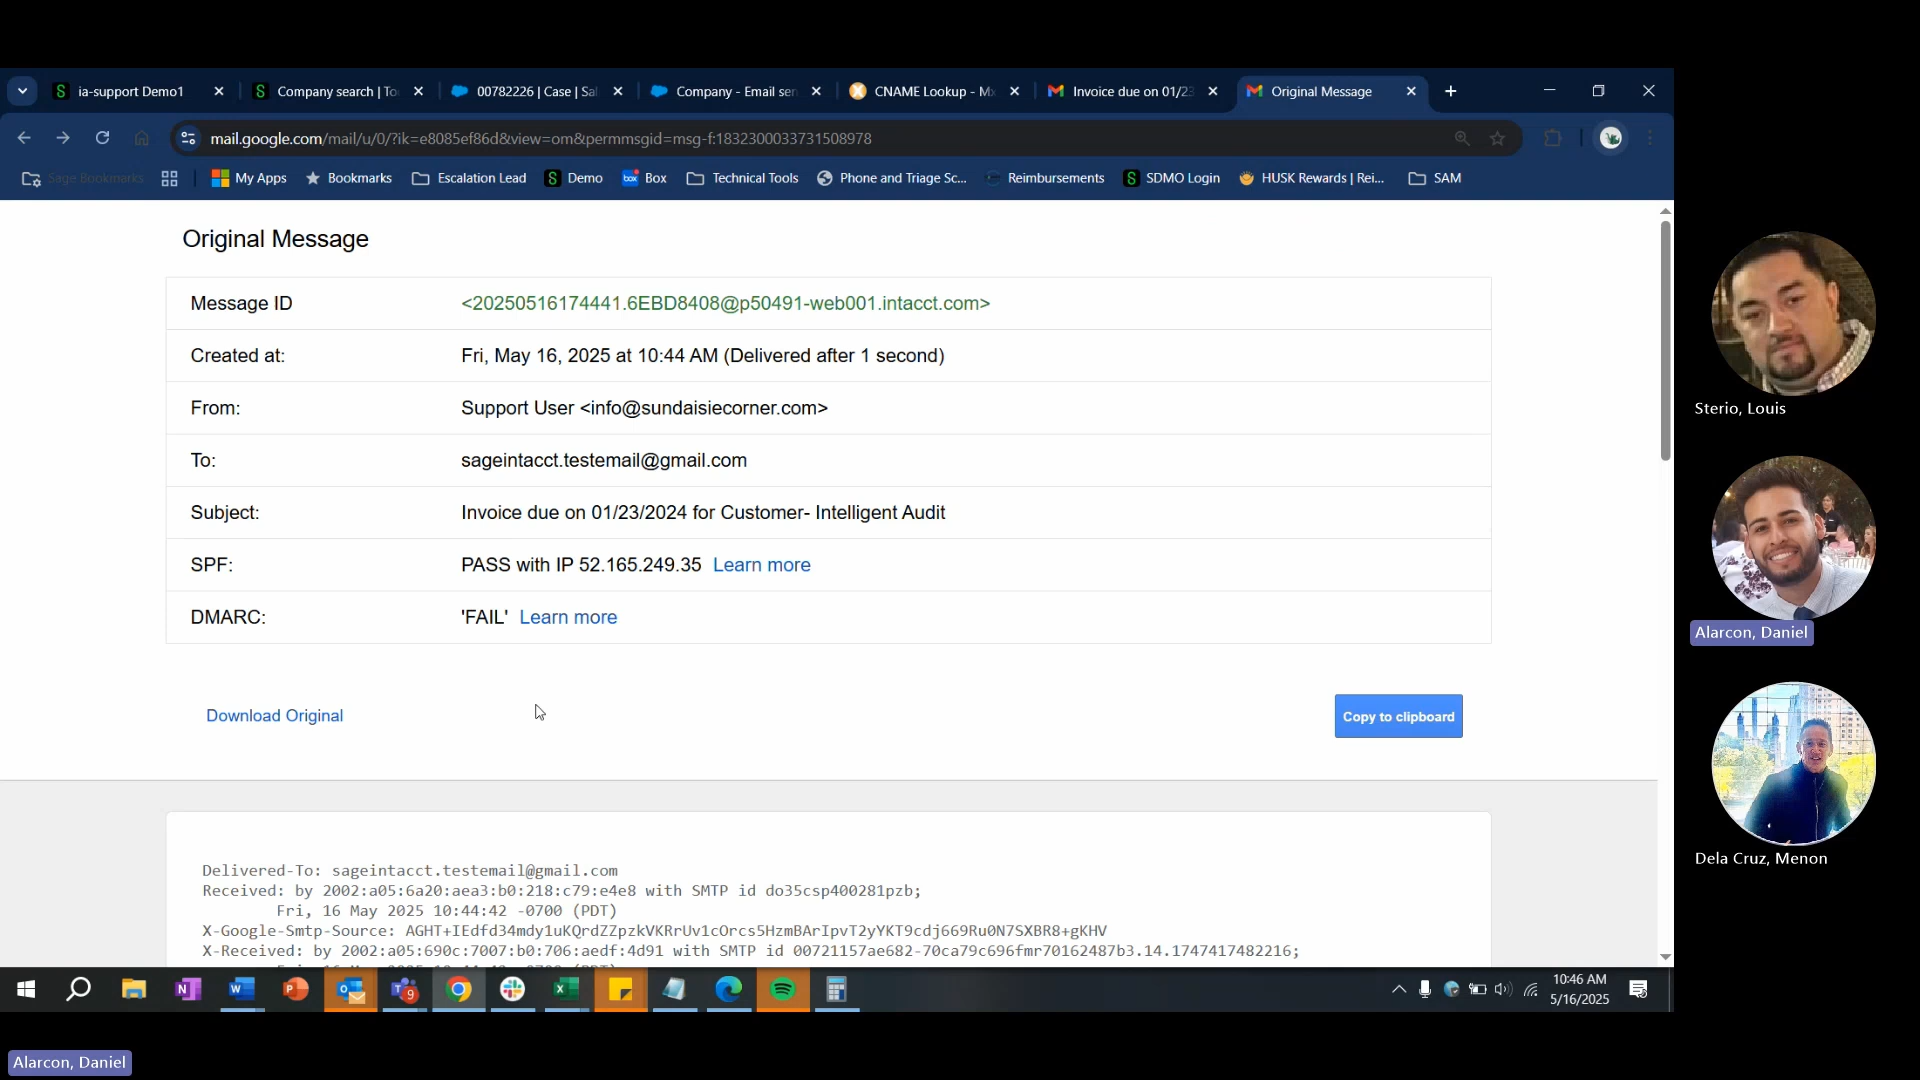 ia-support Demo1
Company search | To
00782226 | Case | Sal
Company - Email ser
CNAME Lookup - Mx
Invoice due on 01/23
Original Message
mail.google.com/mail/u/0/?ik=e8085ef86d&view=om&permmsgid=msg-f:1832300033731508978
Sage Bookmarks
My Apps
Bookmarks
Escalation Lead
Demo
box
Box
Technical Tools
Phone and Triage Sc...
Reimbursements
SDMO Login
HUSK Rewards | Rei...
SAM
Original Message
Message ID
<20250516174441.6EBD8408@p50491-web001.intacct.com>
Created at:
Fri, May 16, 2025 at 10:44 AM (Delivered after 1 second)
From:
Support User <info@sundaisiecorner.com>
To:
sageintacct.testemail@gmail.com
Subject:
Invoice due on 01/23/2024 for Customer- Intelligent Audit
SPF:
PASS with IP 52.165.249.35 Learn more
DMARC:
'FAIL' Learn more
Download Original
Copy to clipboard
Delivered-To: sageintacct.testemail@gmail.com
Received: by 2002:a05:6a20:aea3:b0:218:c79:e4e8 with SMTP id do35csp400281pzb;
Fri, 16 May 2025 10:44:42 -0700 (PDT)
X-Google-Smtp-Source: AGHT+IEdfd34mdy1uKQrdZZpzkVKRrUv1cOrcs5HzmBArIpvT2yYKT9cdj669Ru0N7SXBR8+gKHV
X-Received: by 2002:a05:690c:7007:b0:706:aedf:4d91 with SMTP id 00721157ae682-70ca79c696fmr70162487b3.14.1747417482216;
Sterio, Louis
Alarcon, Daniel
Dela Cruz, Menon
10:46 AM
5/16/2025
Alarcon, Daniel